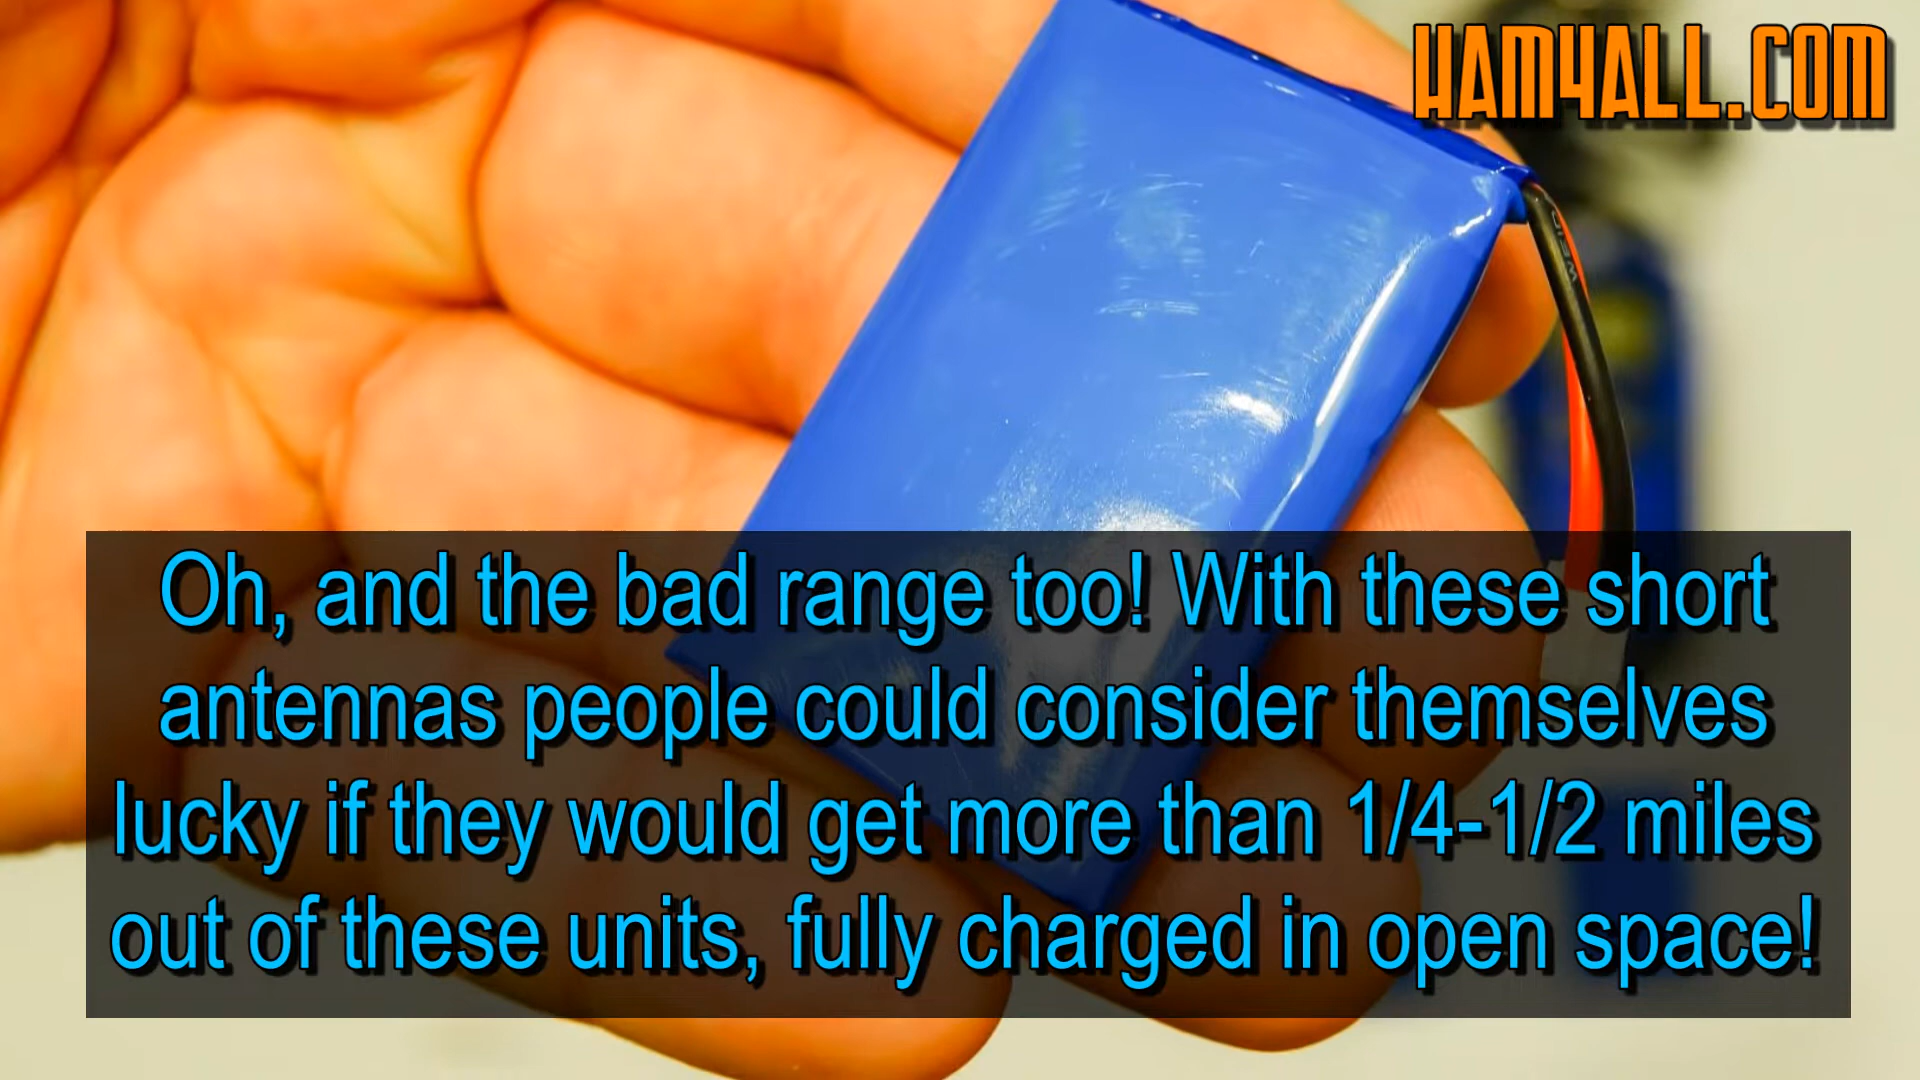 HAM4ALL.COM
Oh, and the bad range too! With these short
antennas people could consider themselves
lucky if they would get more than 1/4-1/2 miles
out of these units, fully charged in open space!